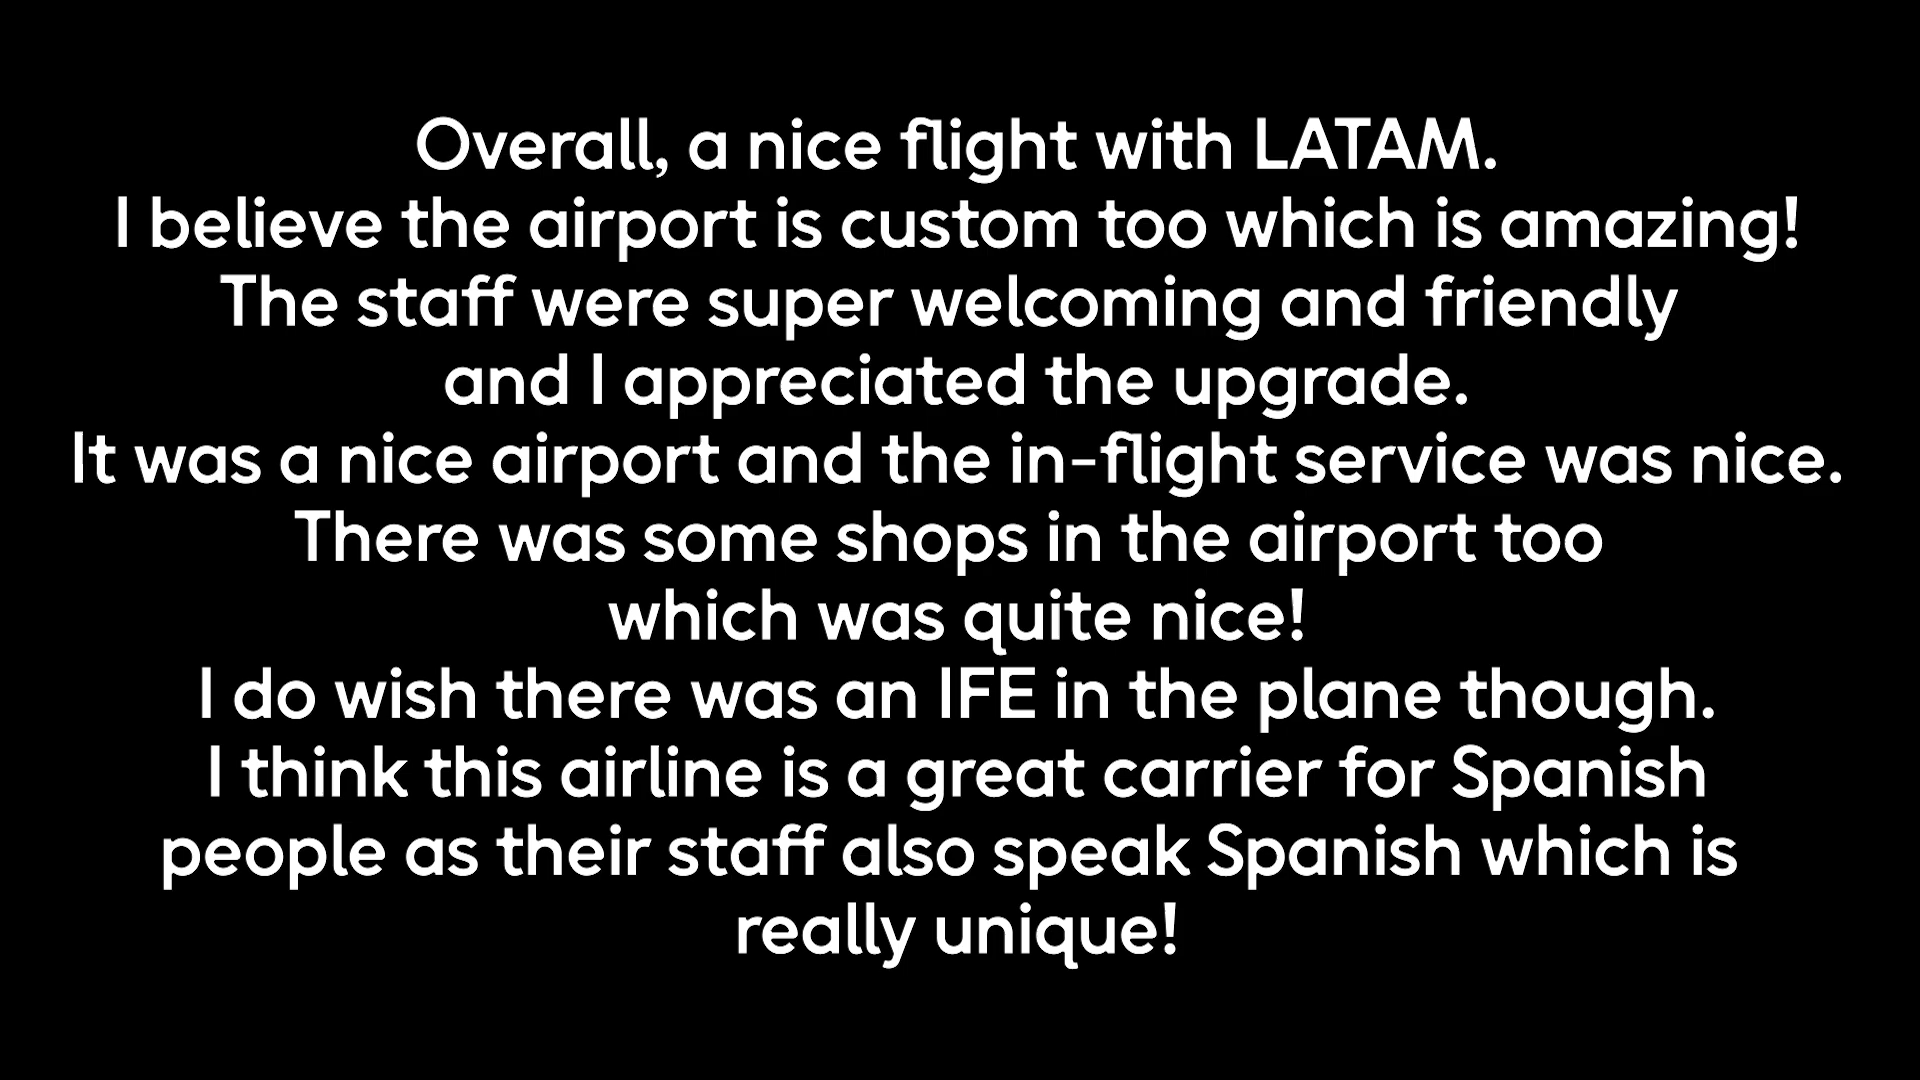 Overall, a nice flight with LATAM.
I believe the airport is custom too which is amazing!
The staff were super welcoming and friendly
and I appreciated the upgrade.
It was a nice airport and the in-flight service was nice.
There was some shops in the airport too
which was quite nice!
I do wish there was an IFE in the plane though.
I think this airline is a great carrier for Spanish
people as their staff also speak Spanish which is
really unique!